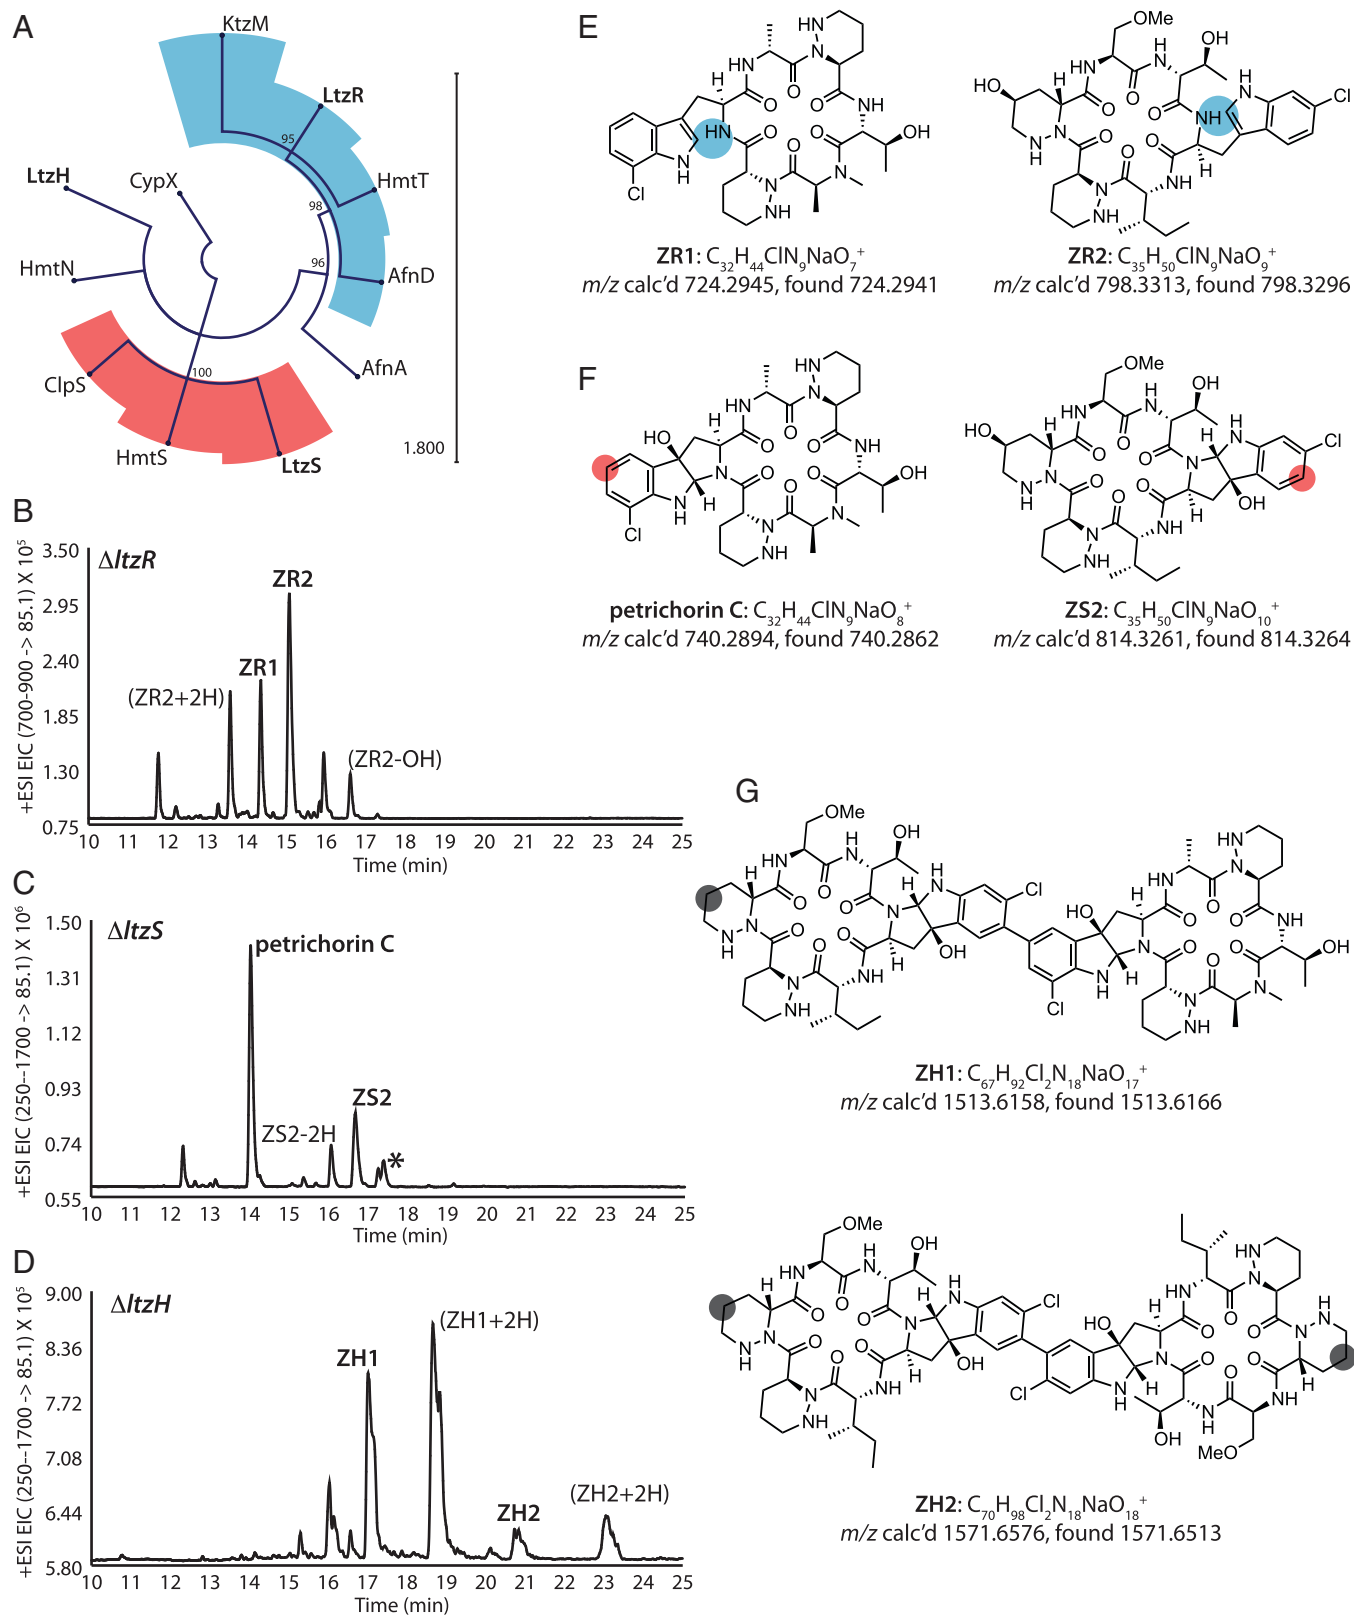 A
KtzM
LtzR
95
HmtT
98
96
AfnD
AfnA
LtzH
CypX
HmtN
ClpS
100
HmtS
LtzS
1.800
B
ΔltzR
+ESI EIC (700-900 -> 85.1) X 10⁵
3.50
2.95
2.40
1.85
1.30
0.75
(ZR2+2H)
ZR1
ZR2
(ZR2-OH)
10 11 12 13 14 15 16 17 18 19 20 21 22 23 24 25
Time (min)
C
ΔltzS
+ESI EIC (250--1700 -> 85.1) X 10⁶
1.50
1.31
1.12
0.93
0.74
0.55
petrichorin C
ZS2-2H
ZS2
*
10 11 12 13 14 15 16 17 18 19 20 21 22 23 24 25
Time (min)
D
ΔltzH
+ESI EIC (250--1700 -> 85.1) X 10⁵
9.00
8.36
7.72
7.08
6.44
5.80
ZH1
(ZH1+2H)
ZH2
(ZH2+2H)
10 11 12 13 14 15 16 17 18 19 20 21 22 23 24 25
Time (min)
E
ZR1: C₃₂H₄₄ClN₉NaO₇⁺
m/z calc'd 724.2945, found 724.2941
ZR2: C₃₅H₅₀ClN₉NaO₉⁺
m/z calc'd 798.3313, found 798.3296
F
petrichorin C: C₃₂H₄₄ClN₉NaO₈⁺
m/z calc'd 740.2894, found 740.2862
ZS2: C₃₅H₅₀ClN₉NaO₁₀⁺
m/z calc'd 814.3261, found 814.3264
G
ZH1: C₆₇H₉₂Cl₂N₁₈NaO₁₇⁺
m/z calc'd 1513.6158, found 1513.6166
ZH2: C₇₀H₉₈Cl₂N₁₈NaO₁₈⁺
m/z calc'd 1571.6576, found 1571.6513